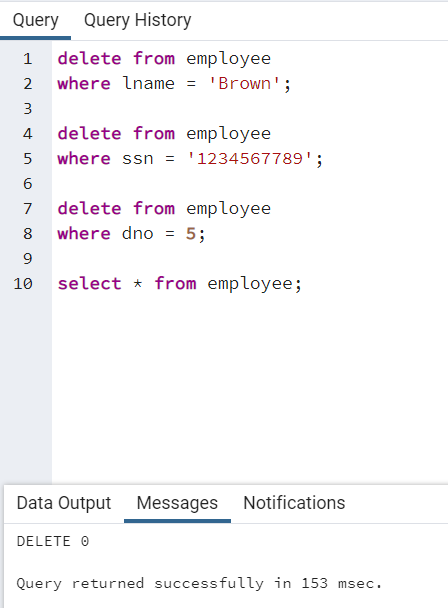 Query Query History
1 delete from employee
2 where lname = 'Brown';
3
4 delete from employee
5 where ssn = '1234567789';
6
7 delete from employee
8 where dno = 5;
9
10 select * from employee;
Data Output Messages Notifications
DELETE 0
Query returned successfully in 153 msec.